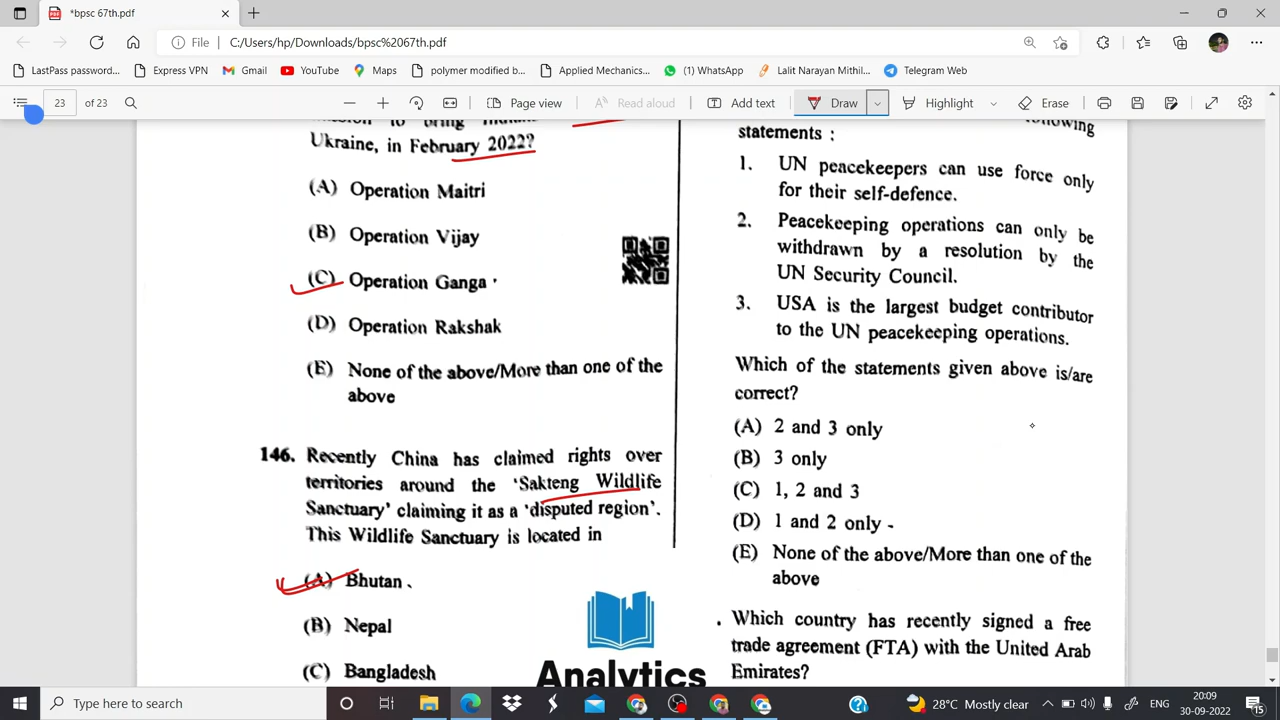 *bpsc 67th.pdf
File
C:/Users/hp/Downloads/bpsc%2067th.pdf
LastPass password...
Express VPN
Gmail
YouTube
Maps
polymer modified b...
Applied Mechanics...
(1) WhatsApp
Lalit Narayan Mithil...
Telegram Web
23
of 23
Page view
Read aloud
Add text
Draw
Highlight
Erase
mission to bring
Ukraine, in February 2022?
(A) Operation Maitri
(B) Operation Vijay
(C) Operation Ganga
(D) Operation Rakshak
(E) None of the above/More than one of the
above
146. Recently China has claimed rights over
territories around the 'Sakteng Wildlife
Sanctuary' claiming it as a 'disputed region'.
This Wildlife Sanctuary is located in
(A) Bhutan
(B) Nepal
(C) Bangladesh
following
statements :
1. UN peacekeepers can use force only
for their self-defence.
2. Peacekeeping operations can only be
withdrawn by a resolution by the
UN Security Council.
3. USA is the largest budget contributor
to the UN peacekeeping operations.
Which of the statements given above is/are
correct?
(A) 2 and 3 only
(B) 3 only
(C) 1, 2 and 3
(D) 1 and 2 only
(E) None of the above/More than one of the
above
Which country has recently signed a free
trade agreement (FTA) with the United Arab
Emirates?
Analytics
Type here to search
28°C Mostly clear
ENG
20:09
30-09-2022
15